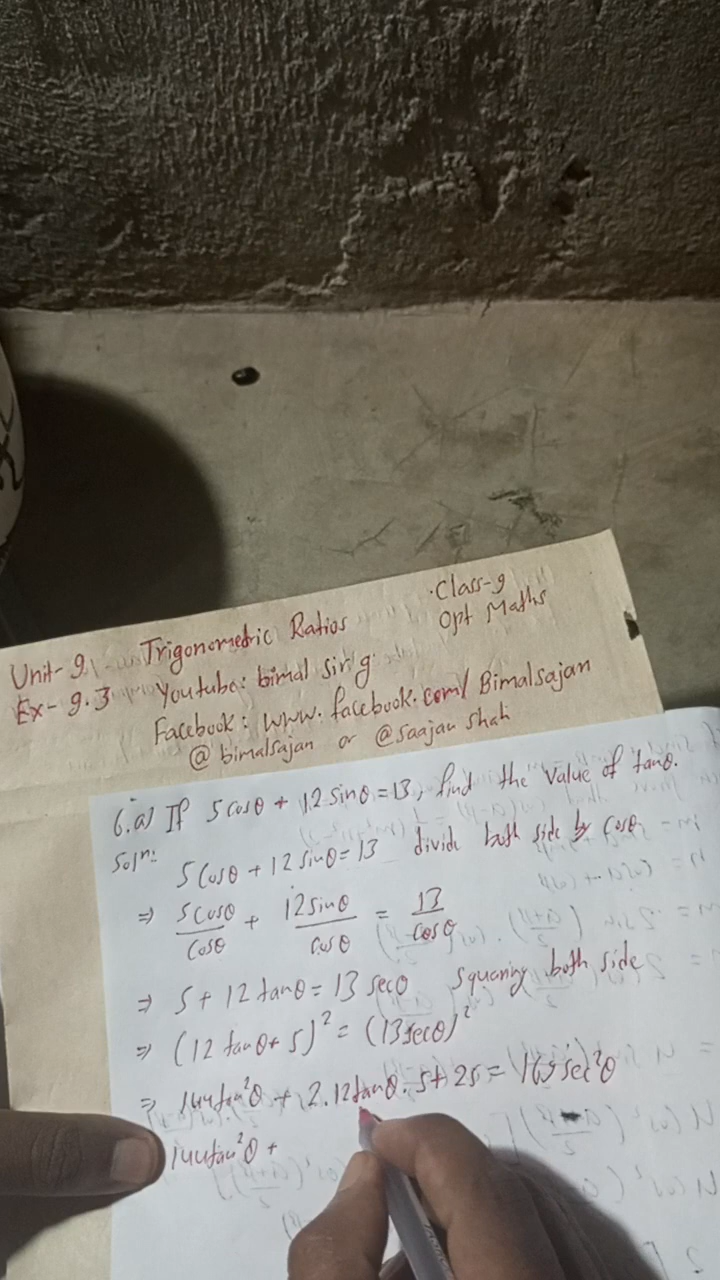 Unit-9. Trigonometric Ratios
Class-9
Opt Maths
Ex-9.3 Youtube: bimal sir g
Facebook: www.facebook.com/Bimalsajan
@bimalsajan or @saajan shah
6.a) If 5cosθ + 12sinθ = 13, find the value of tanθ.
Solⁿ:
5cosθ + 12sinθ = 13 divide both side by cosθ
⇒ 5cosθ/cosθ + 12sinθ/cosθ = 13/cosθ
⇒ 5 + 12tanθ = 13secθ Squaring both side
⇒ (12tanθ + 5)² = (13secθ)²
⇒ 144tan²θ + 2.12tanθ.5 + 25 = 169sec²θ
144tan²θ +